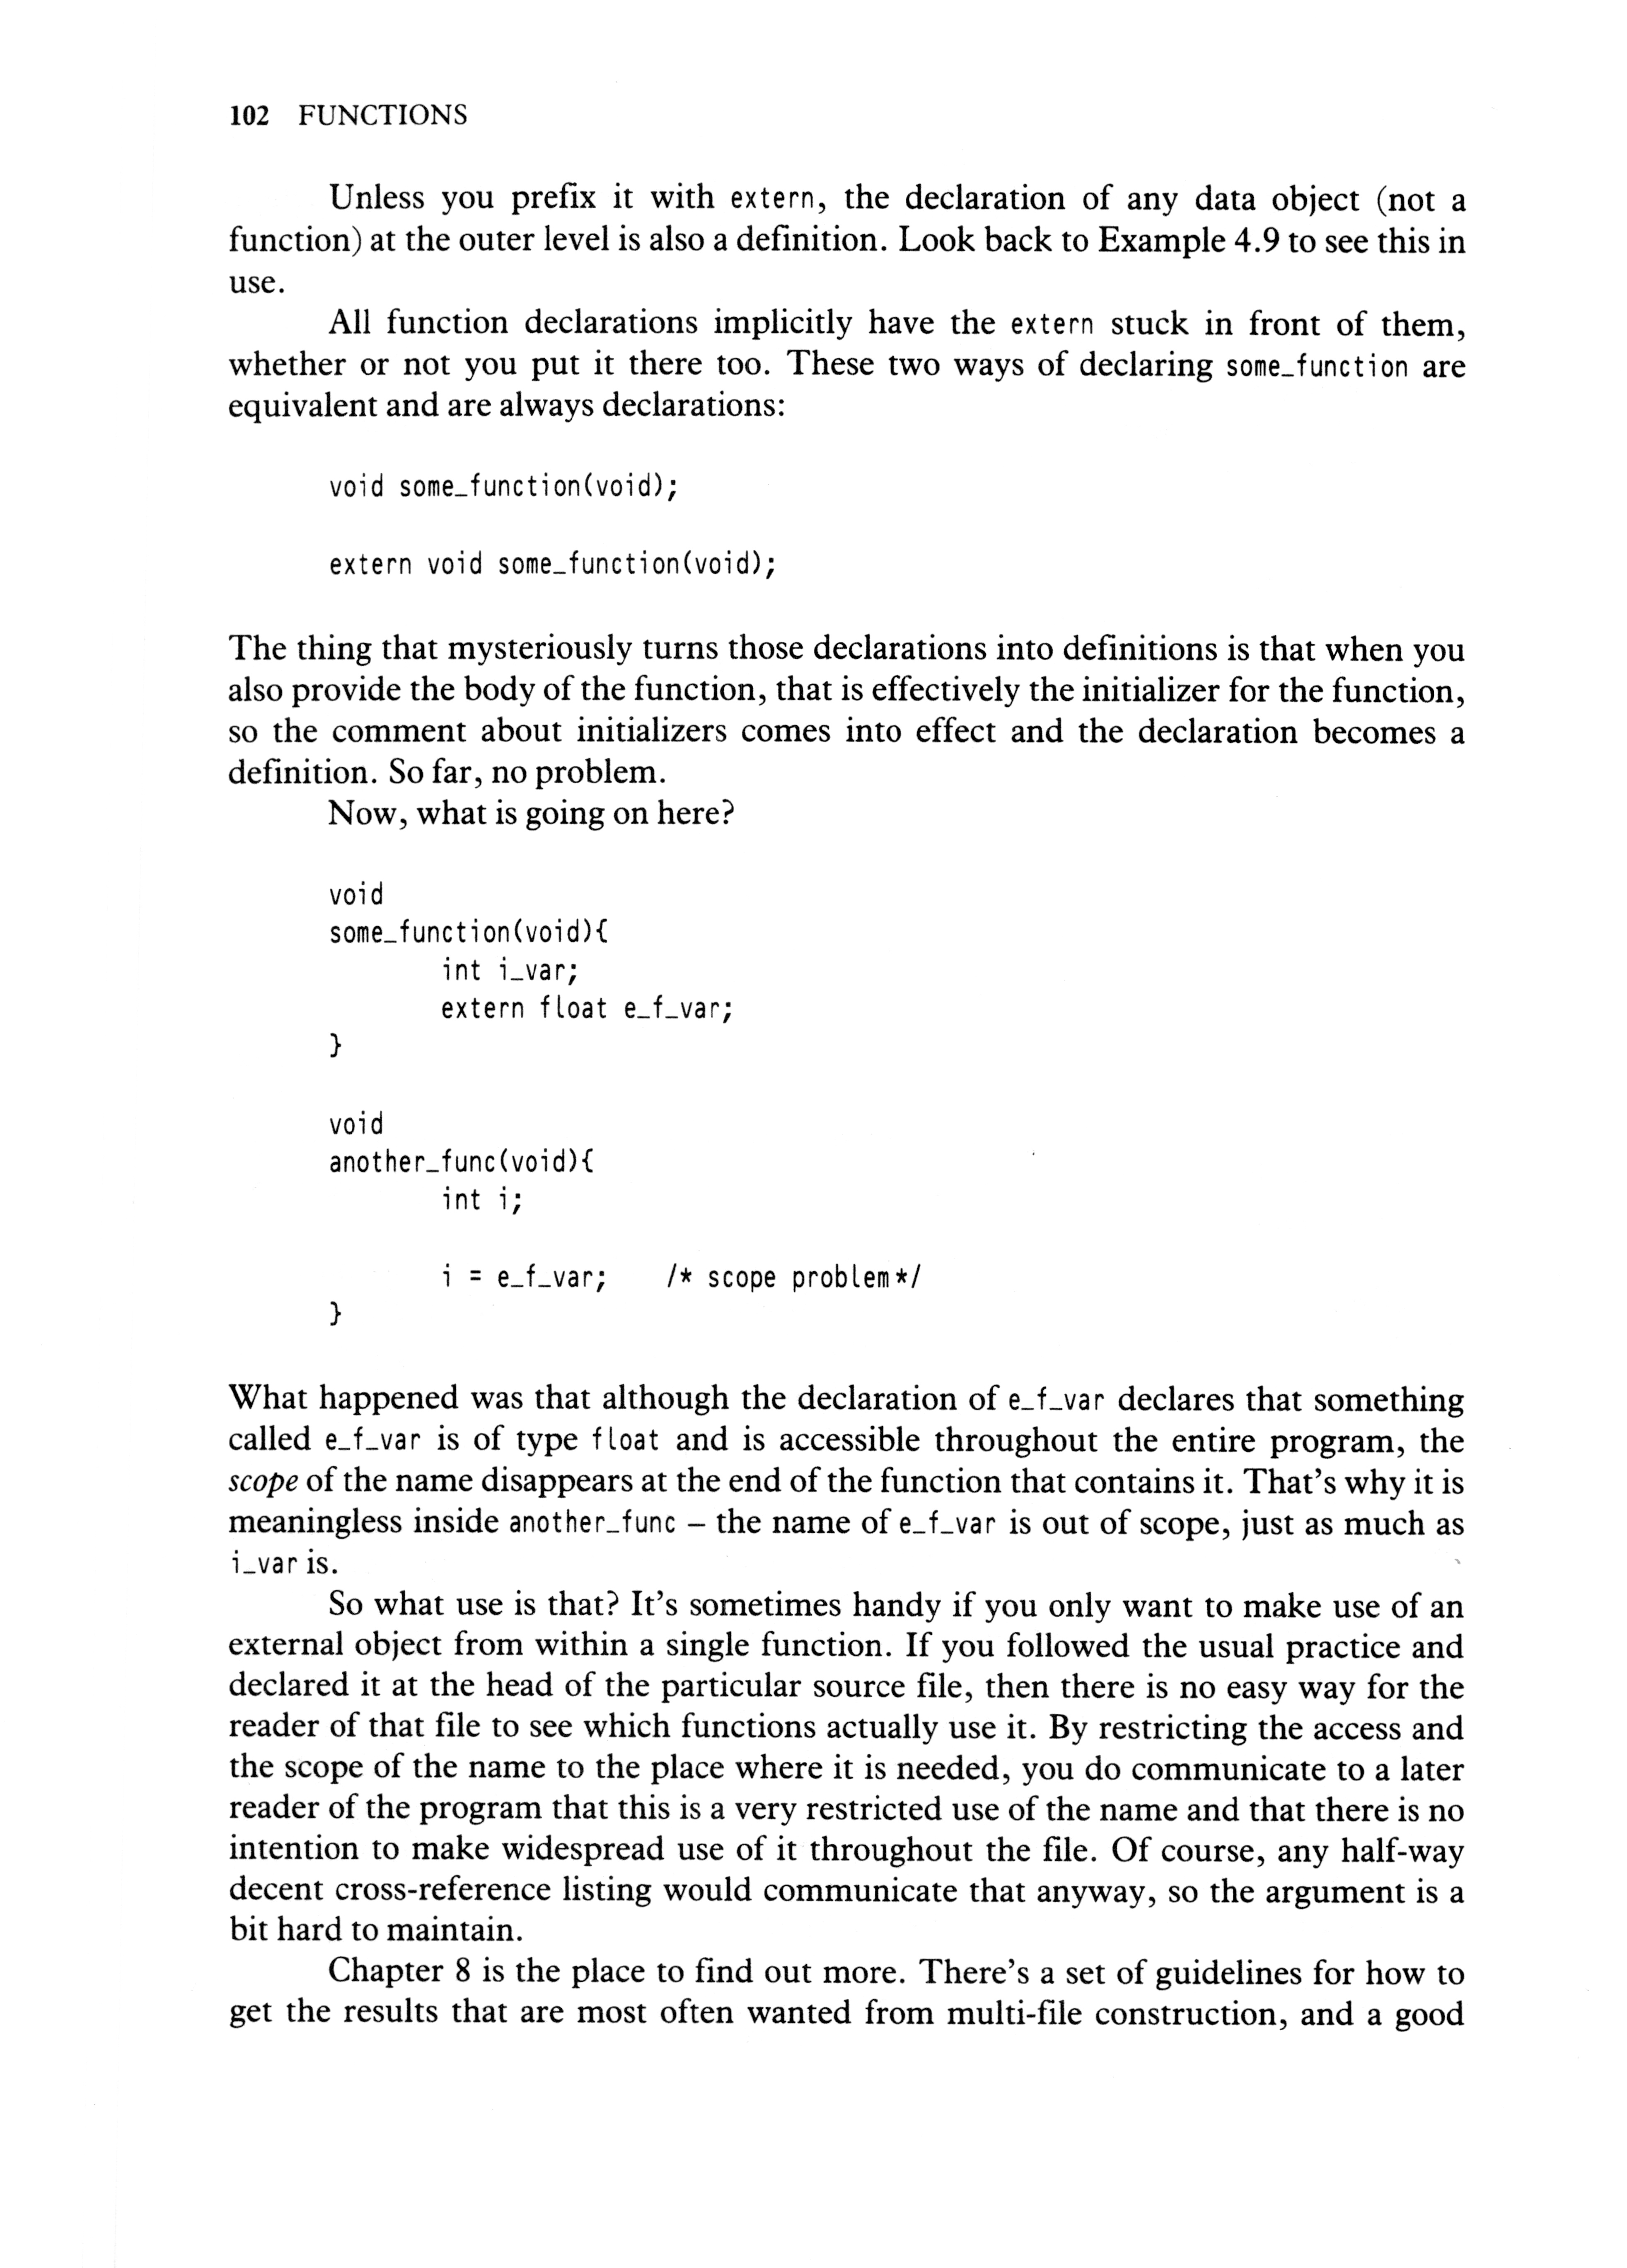 102 FUNCTIONS
Unless you prefix it with extern, the declaration of any data object (not a
function) at the outer level is also a definition. Look back to Example 4.9 to see this in
use.
All function declarations implicitly have the extern stuck in front of them,
whether or not you put it there too. These two ways of declaring some_function are
equivalent and are always declarations:
void some_function(void);
extern void some_function(void);
The thing that mysteriously turns those declarations into definitions is that when you
also provide the body of the function, that is effectively the initializer for the function,
so the comment about initializers comes into effect and the declaration becomes a
definition. So far, no problem.
Now, what is going on here?
void
some_function(void){
int i_var;
extern float e_f_var;
}
void
another_func(void){
int i;
i = e_f_var; /* scope problem*/
}
What happened was that although the declaration of e_f_var declares that something
called e_f_var is of type float and is accessible throughout the entire program, the
scope of the name disappears at the end of the function that contains it. That's why it is
meaningless inside another_func – the name of e_f_var is out of scope, just as much as
i_var is.
So what use is that? It's sometimes handy if you only want to make use of an
external object from within a single function. If you followed the usual practice and
declared it at the head of the particular source file, then there is no easy way for the
reader of that file to see which functions actually use it. By restricting the access and
the scope of the name to the place where it is needed, you do communicate to a later
reader of the program that this is a very restricted use of the name and that there is no
intention to make widespread use of it throughout the file. Of course, any half-way
decent cross-reference listing would communicate that anyway, so the argument is a
bit hard to maintain.
Chapter 8 is the place to find out more. There's a set of guidelines for how to
get the results that are most often wanted from multi-file construction, and a good